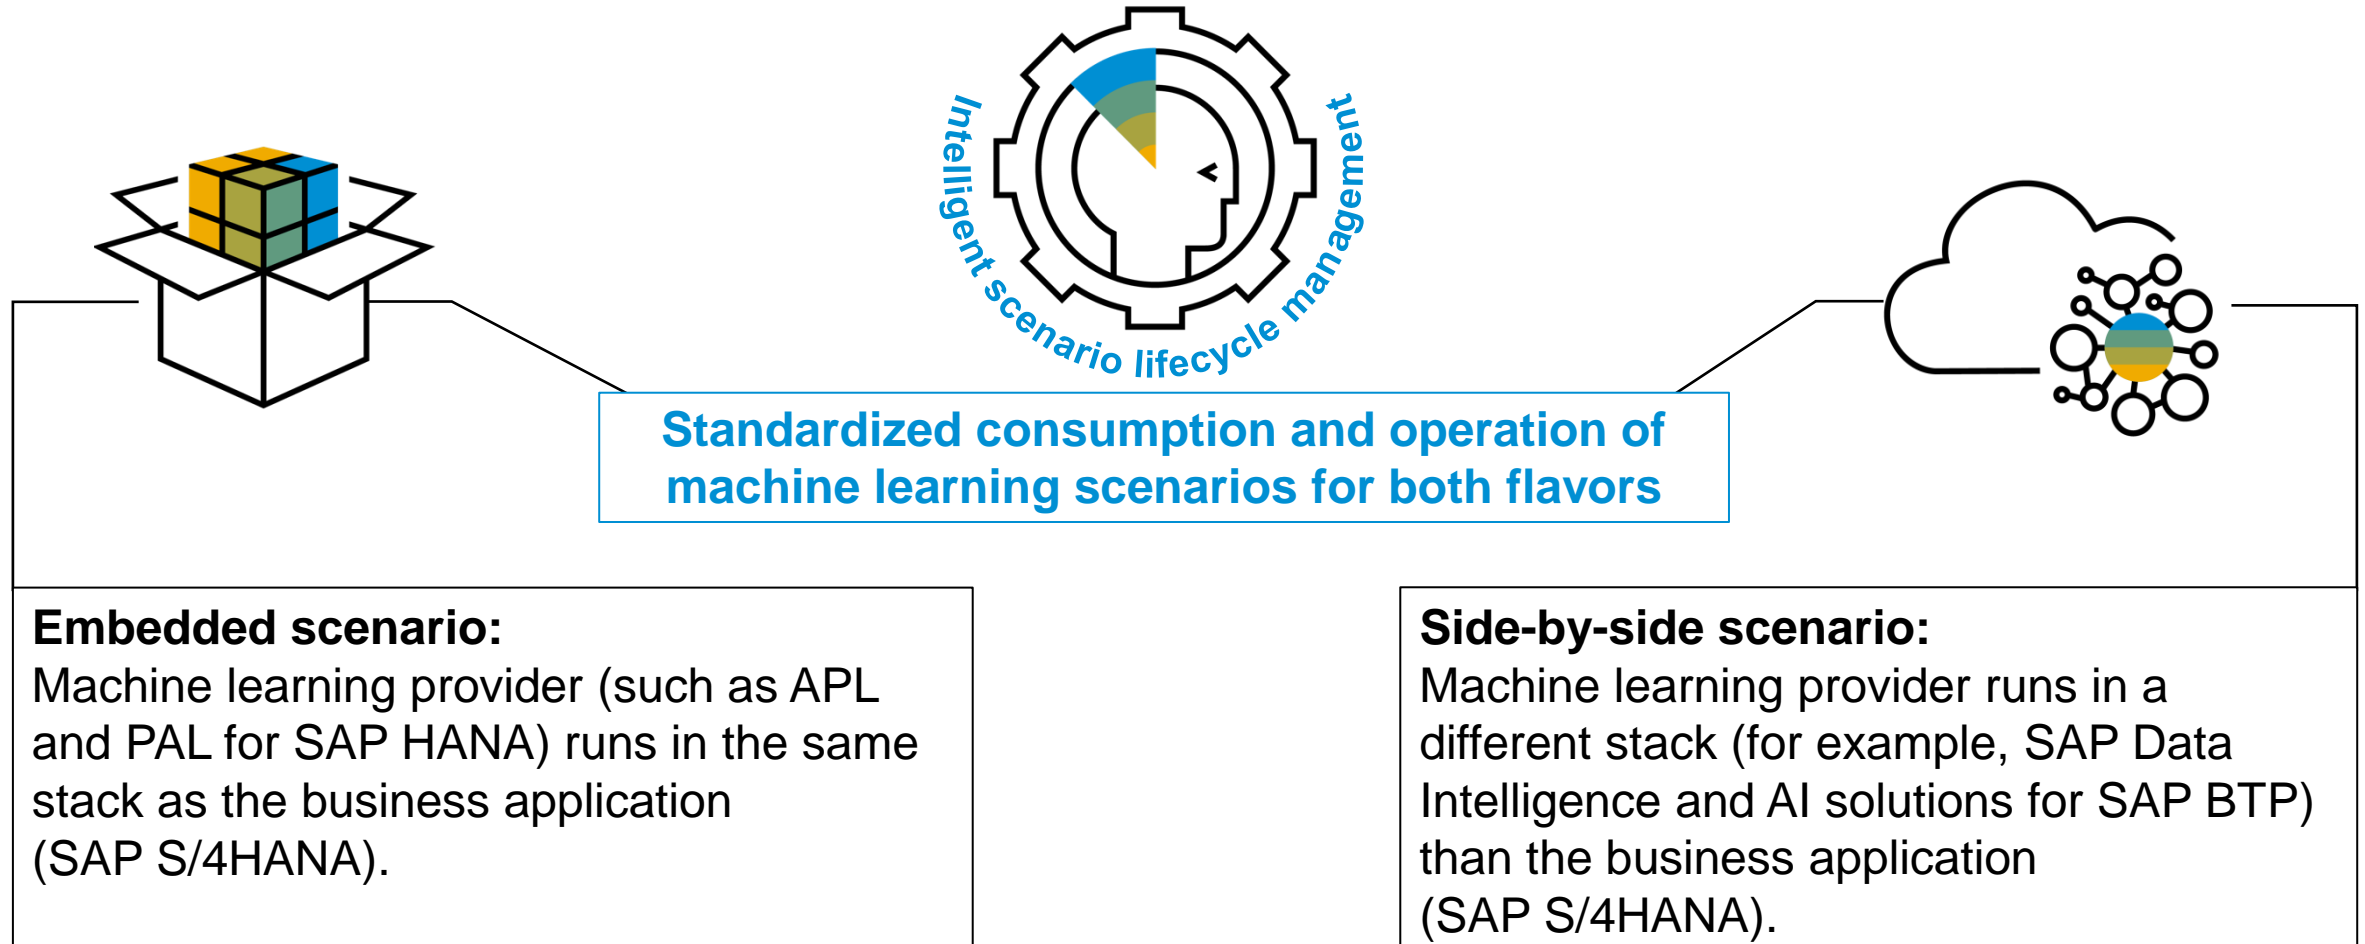 Intelligent scenario lifecycle management
Standardized consumption and operation of
machine learning scenarios for both flavors
Embedded scenario:
Machine learning provider (such as APL
and PAL for SAP HANA) runs in the same
stack as the business application
(SAP S/4HANA).
Side-by-side scenario:
Machine learning provider runs in a
different stack (for example, SAP Data
Intelligence and AI solutions for SAP BTP)
than the business application
(SAP S/4HANA).